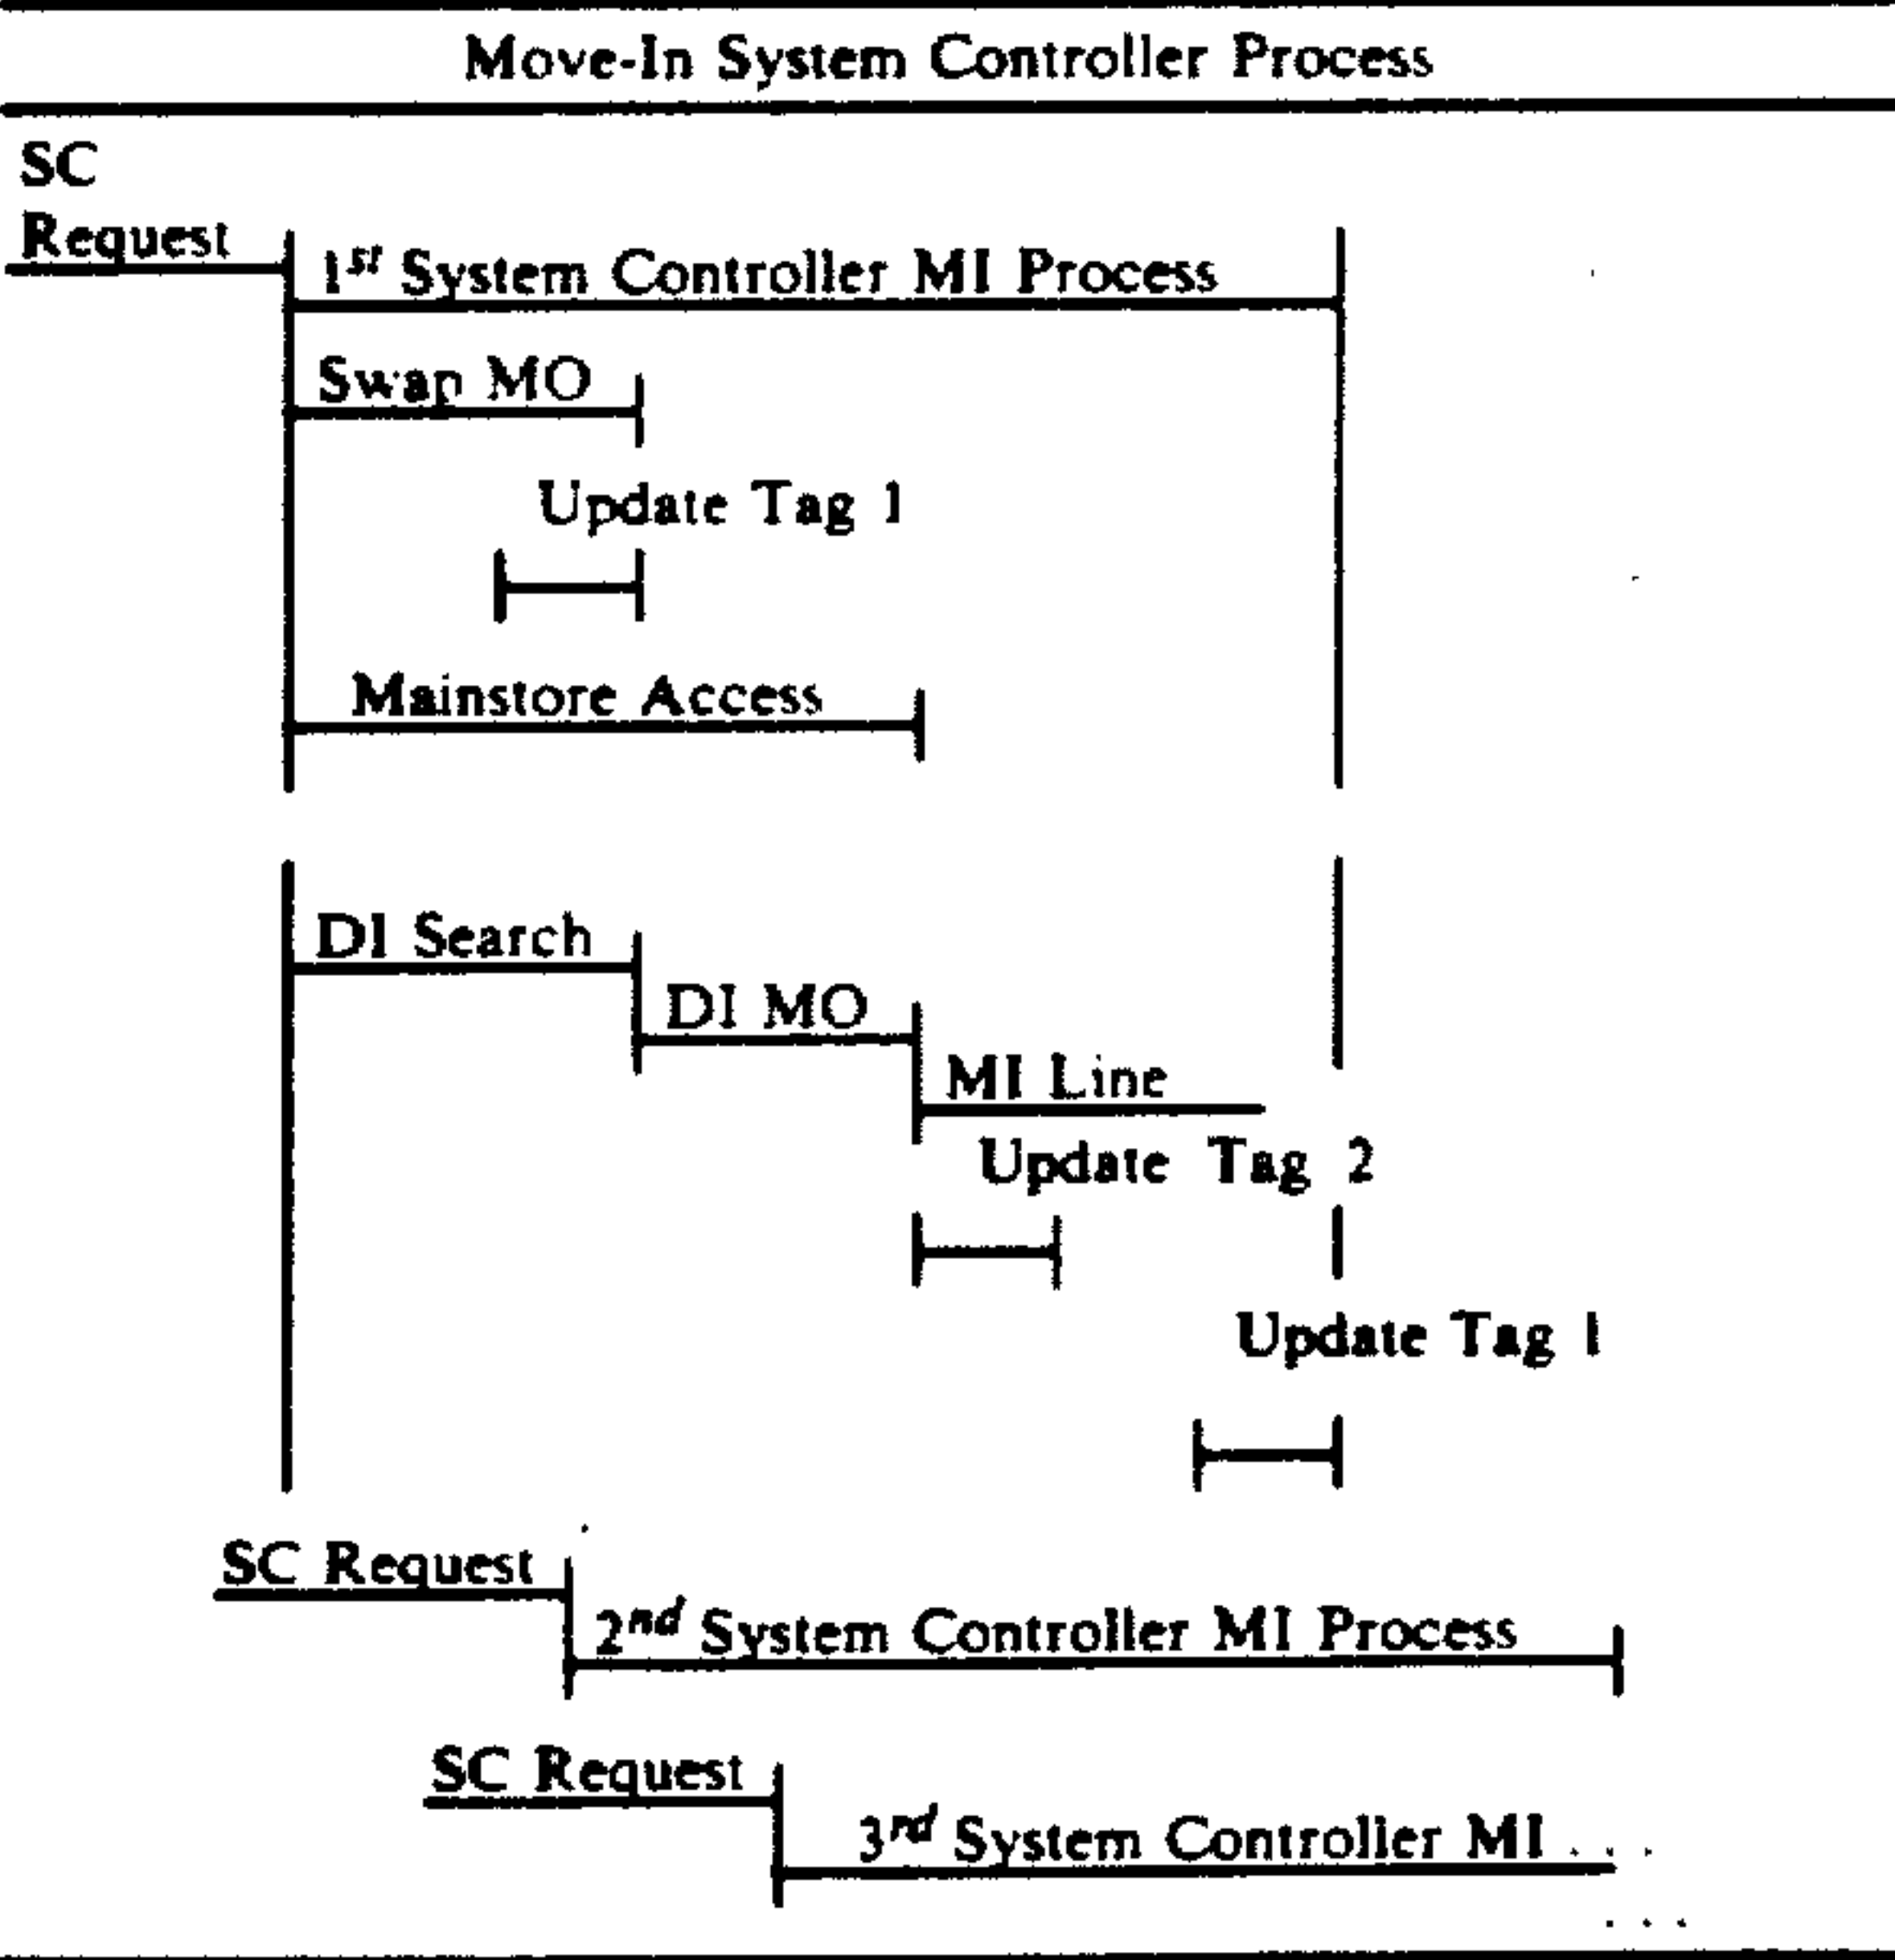 Move-In System Controller Process
SC
Request
1st System Controller MI Process
Swap MO
Update Tag 1
Mainstore Access
DI Search
DI MO
MI Line
Update Tag 2
Update Tag 1
SC Request
2nd System Controller MI Process
SC Request
3rd System Controller MI . . .
. . .